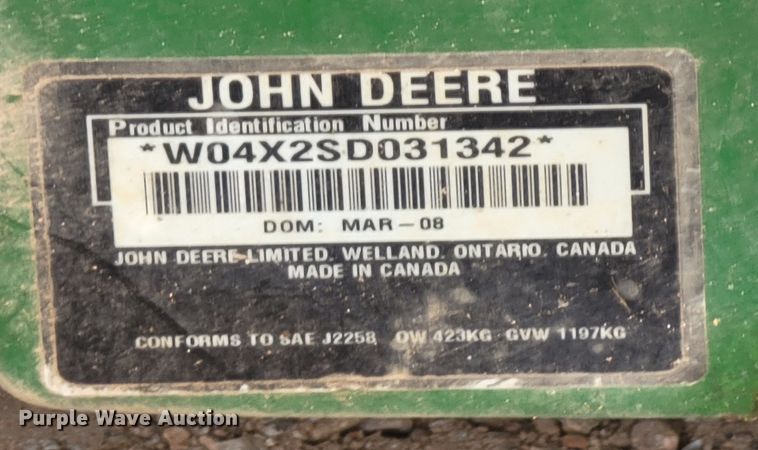 JOHN DEERE
Product Identification Number
*W04X2SD031342*
DOM: MAR-08
JOHN DEERE LIMITED, WELLAND, ONTARIO, CANADA
MADE IN CANADA
CONFORMS TO SAE J2258 OW 423KG GVW 1197KG
Purple Wave Auction